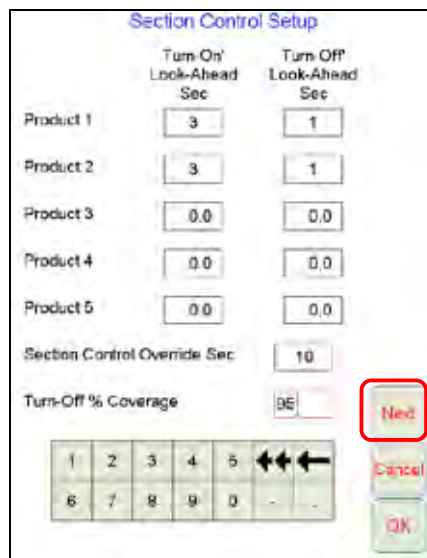 Section Control Setup
Turn-On' Turn-Off'
Look-Ahead Look-Ahead
Sec Sec
Product 1 3 1
Product 2 3 1
Product 3 0.0 0.0
Product 4 0.0 0.0
Product 5 0.0 0.0
Section Control Override Sec 10
Turn-Off % Coverage 95
Next
1 2 3 4 5
Cancel
6 7 8 9 0 - .
OK